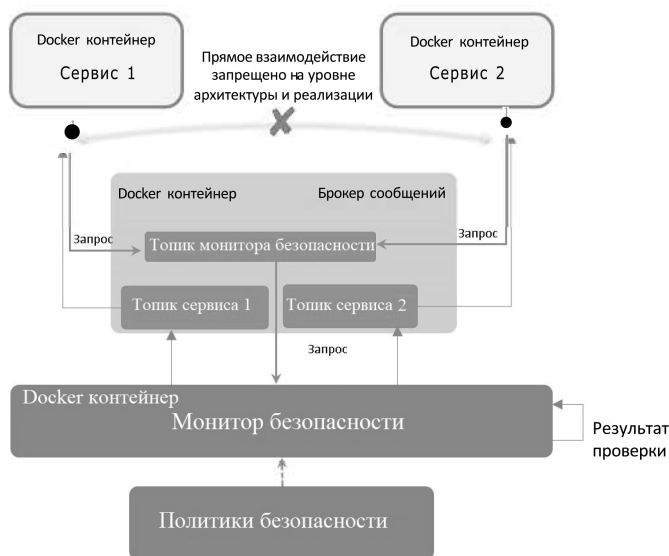 Docker контейнер
Сервис 1
Прямое взаимодействие
запрещено на уровне
архитектуры и реализации
Docker контейнер
Сервис 2
Docker контейнер
Брокер сообщений
Запрос
Топик монитора безопасности
Запрос
Топик сервиса 1
Топик сервиса 2
Запрос
Docker контейнер
Монитор безопасности
Результат
проверки
Политики безопасности